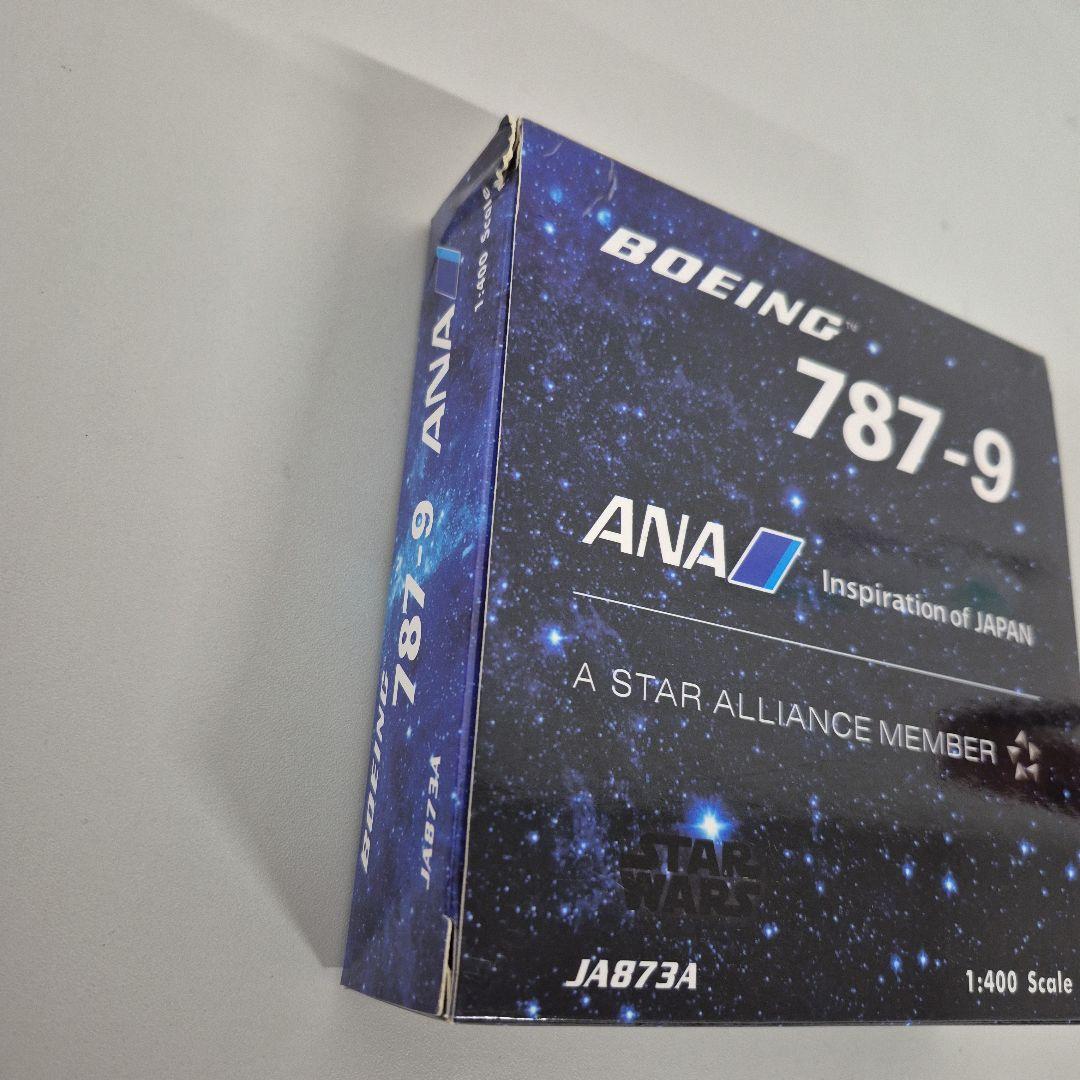 BOEING™
787-9
ANA
Inspiration of JAPAN
A STAR ALLIANCE MEMBER
STAR
WARS
JA873A
1:400 Scale
BOEING
787-9 ANA
JA873A
1:400 Scale